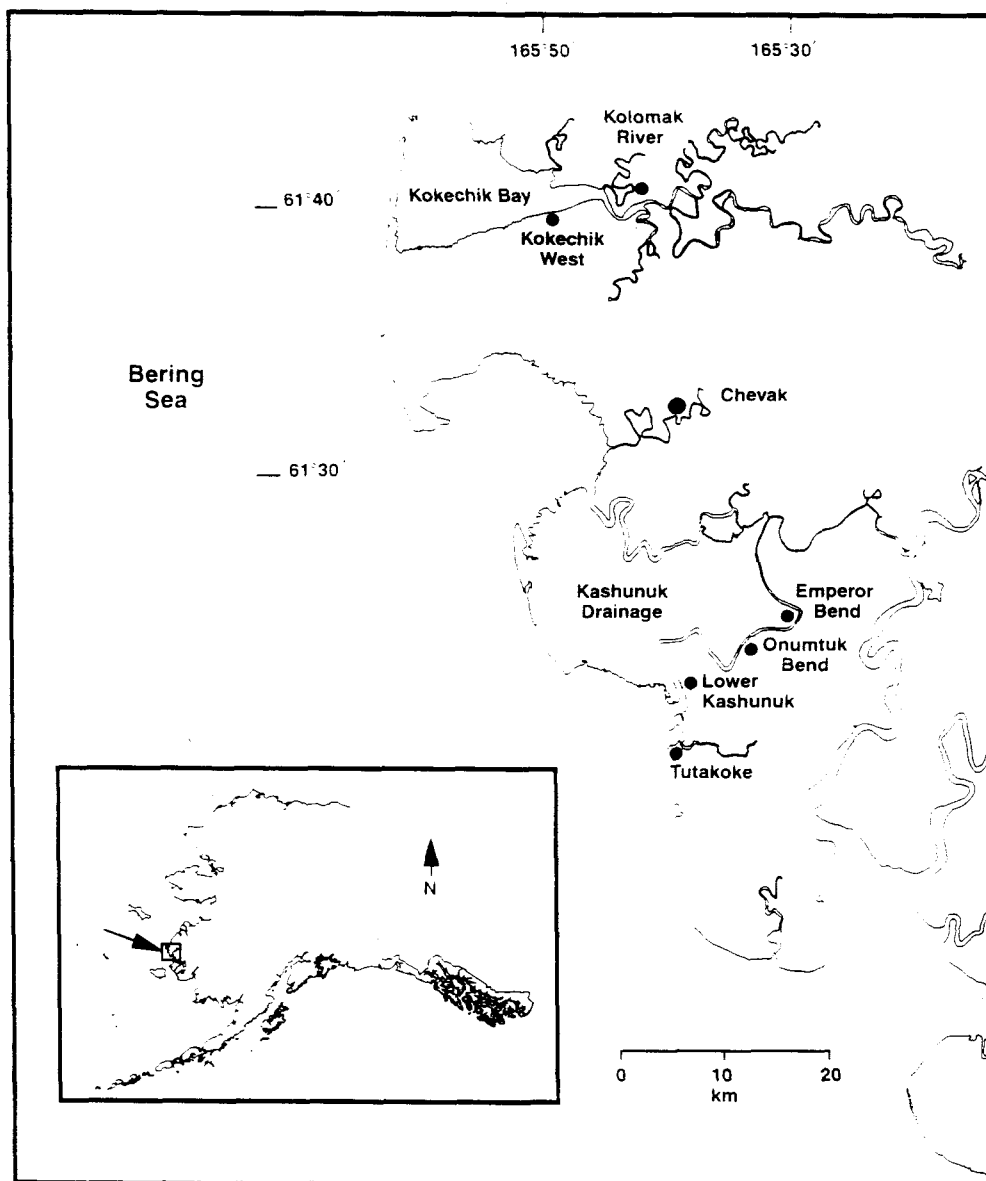 165°50´
165°30´
Kolomak
River
61°40´
Kokechik Bay
Kokechik
West
Bering
Sea
Chevak
61°30´
Kashunuk
Drainage
Emperor
Bend
Onumtuk
Bend
Lower
Kashunuk
Tutakoke
N
0 10 20
km